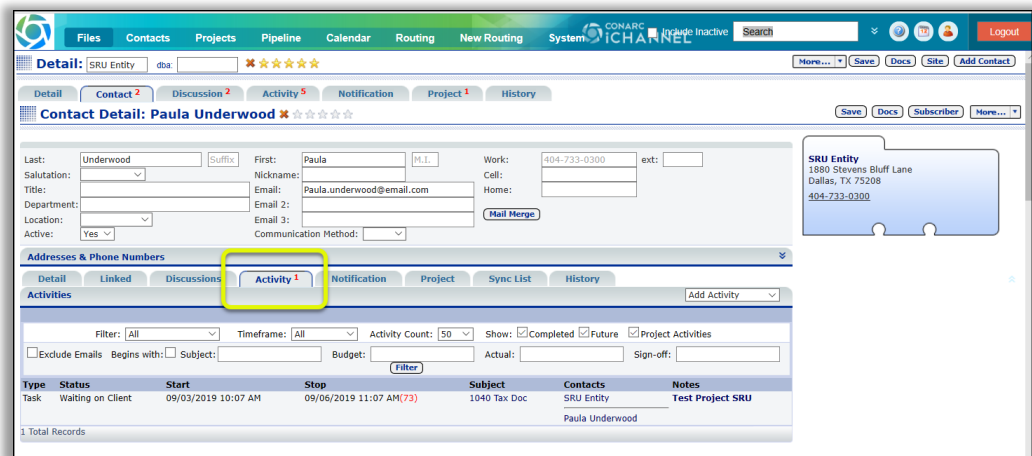 Files Contacts Projects Pipeline Calendar Routing New Routing System CONARC iCHANNEL Include Inactive Search Logout
Detail: SRU Entity dba: More... Save Docs Site Add Contact
Detail Contact 2 Discussion 2 Activity 5 Notification Project 1 History
Contact Detail: Paula Underwood Save Docs Subscriber More...
Last: Underwood Suffix First: Paula M.I. Work: 404-733-0300 ext:
Salutation: Nickname: Cell:
Title: Email: Paula.underwood@email.com Home:
Department: Email 2:
Location: Email 3: Mail Merge
Active: Yes Communication Method:
SRU Entity
1880 Stevens Bluff Lane
Dallas, TX 75208
404-733-0300
Addresses & Phone Numbers
Detail Linked Discussions Activity 1 Notification Project Sync List History
Activities Add Activity
Filter: All Timeframe: All Activity Count: 50 Show: Completed Future Project Activities
Exclude Emails Begins with: Subject: Budget: Actual: Sign-off:
Filter
Type Status Start Stop Subject Contacts Notes
Task Waiting on Client 09/03/2019 10:07 AM 09/06/2019 11:07 AM(73) 1040 Tax Doc SRU Entity Test Project SRU
Paula Underwood
1 Total Records